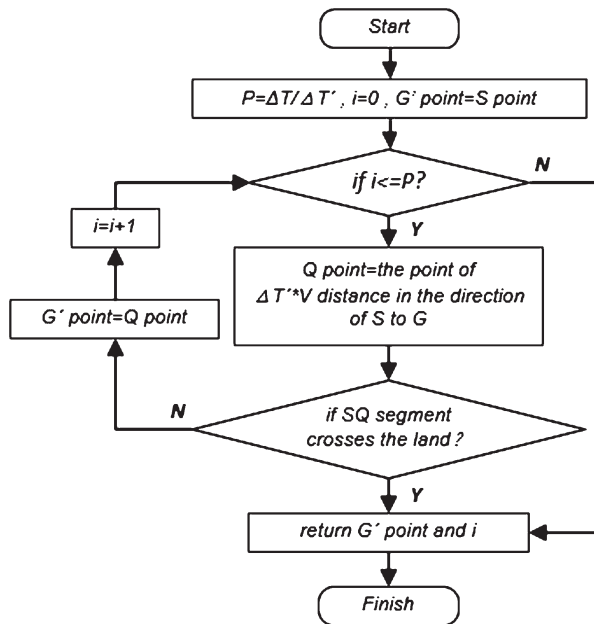 Start
P=ΔT/ΔT´ , i=0 , G´ point=S point
if i<=P?
N
i=i+1
Y
Q point=the point of
ΔT´*V distance in the direction
of S to G
G´ point=Q point
N
if SQ segment
crosses the land ?
Y
return G´ point and i
Finish